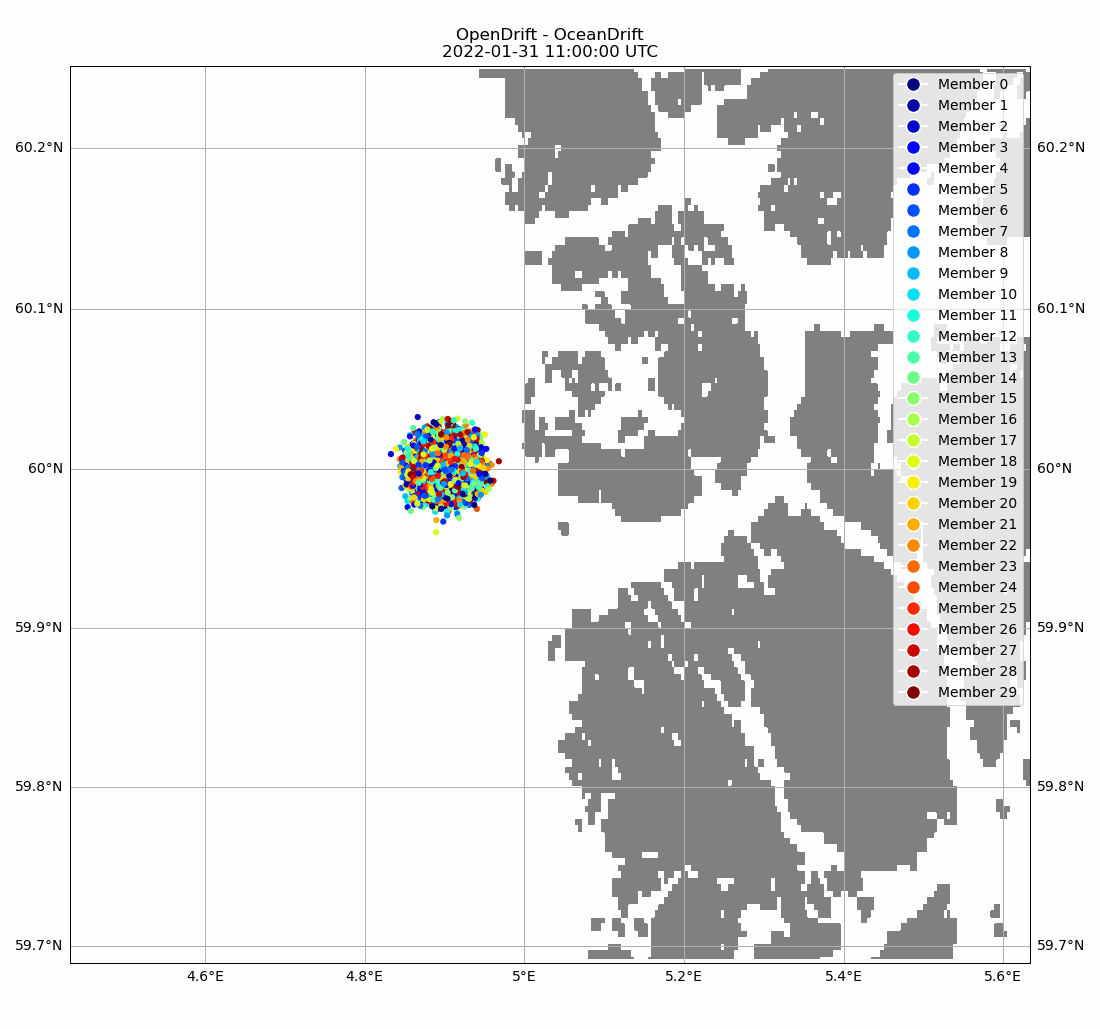 OpenDrift - OceanDrift
2022-01-31 11:00:00 UTC
Member 0
Member 1
Member 2
Member 3
Member 4
Member 5
Member 6
Member 7
Member 8
Member 9
Member 10
Member 11
Member 12
Member 13
Member 14
Member 15
Member 16
Member 17
Member 18
Member 19
Member 20
Member 21
Member 22
Member 23
Member 24
Member 25
Member 26
Member 27
Member 28
Member 29
60.2°N 60.2°N
60.1°N 60.1°N
60°N 60°N
59.9°N 59.9°N
59.8°N 59.8°N
59.7°N 59.7°N
4.6°E 4.8°E 5°E 5.2°E 5.4°E 5.6°E